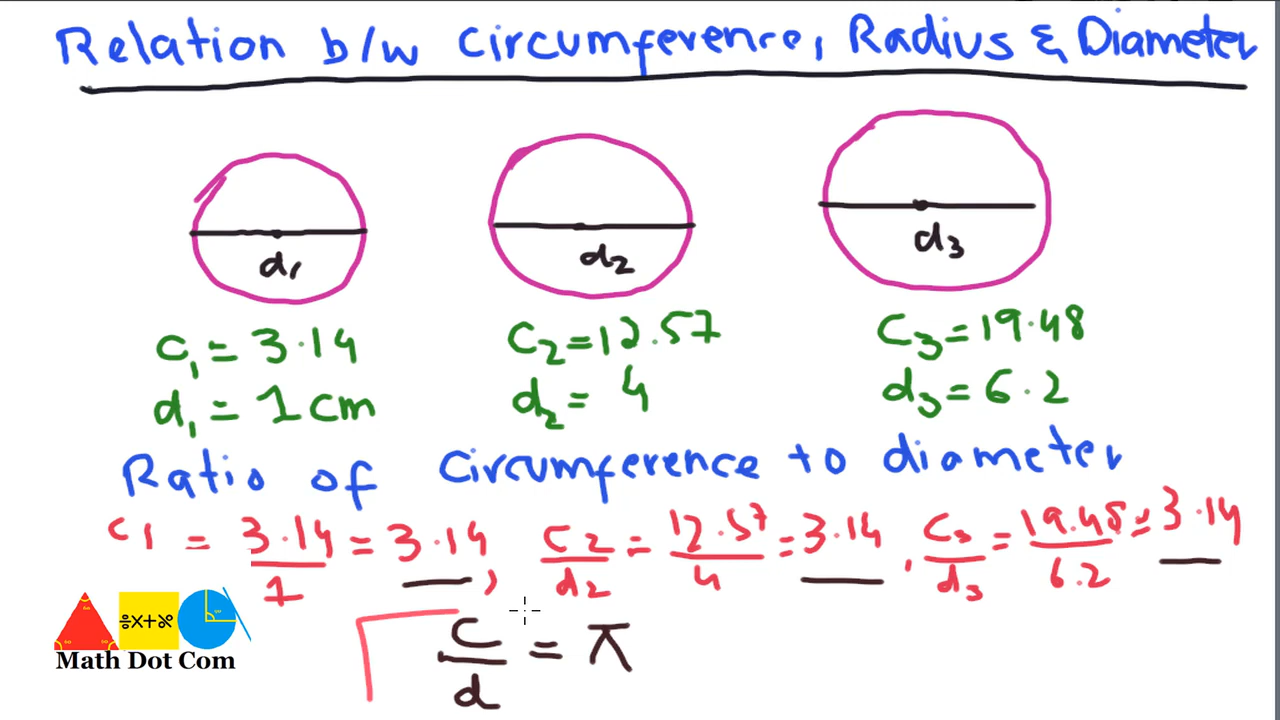 Relation b/w Circumference, Radius & Diameter
d1 d2 d3
C1 = 3.14 C2 = 12.57 C3 = 19.48
d1 = 1 cm d2 = 4 d3 = 6.2
Ratio of Circumference to diameter
C1 = 3.14/1 = 3.14, C2/d2 = 12.57/4 = 3.14, C3/d3 = 19.48/6.2 = 3.14
÷×+
Math Dot Com
C/d = π